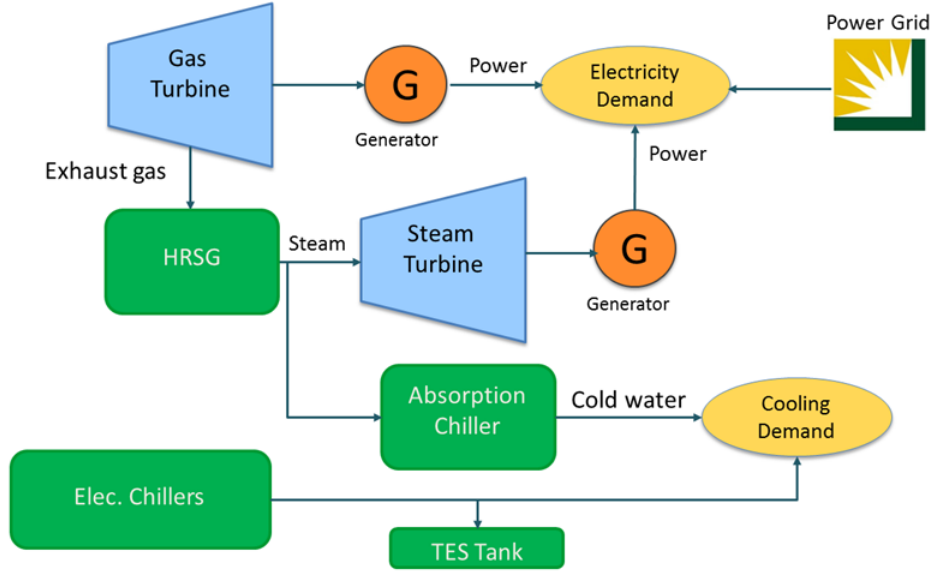 Power Grid
Gas
Turbine
G
Generator
Power
Electricity
Demand
Exhaust gas
Power
HRSG
Steam
Steam
Turbine
G
Generator
Absorption
Chiller
Cold water
Cooling
Demand
Elec. Chillers
TES Tank